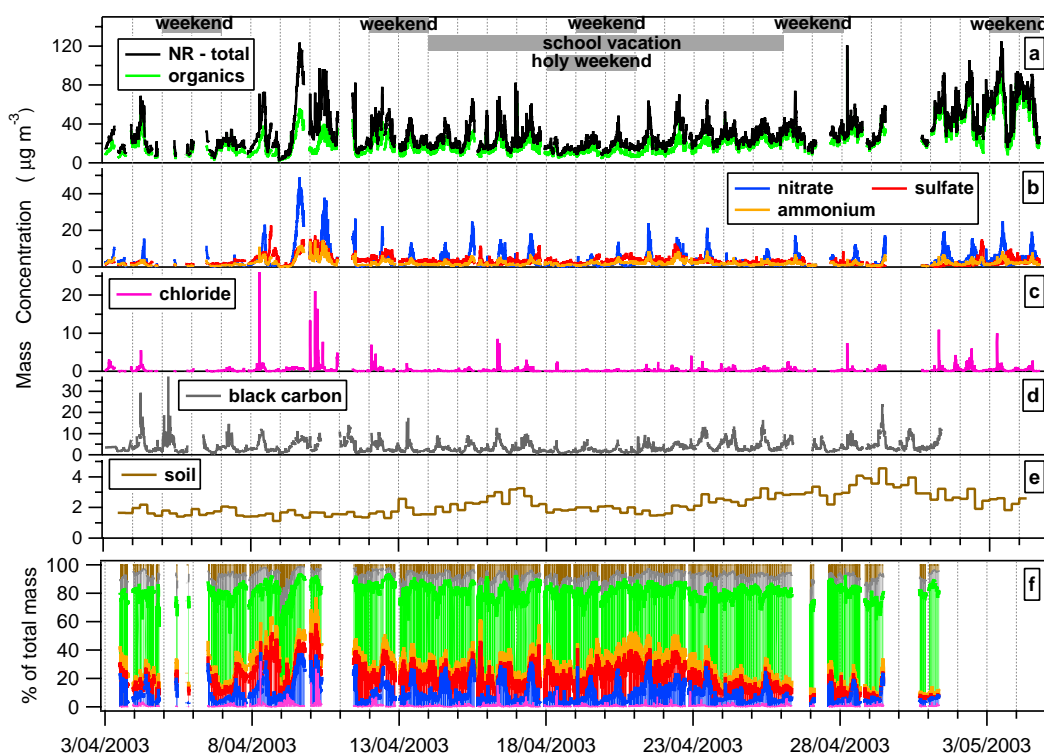 weekend weekend weekend weekend weekend
school vacation
holy weekend
NR - total
organics
a
120
80
40
0
b
nitrate sulfate
ammonium
40
20
0
c
chloride
20
10
0
d
black carbon
30
20
10
0
e
soil
4
2
0
Mass Concentration ( µg m-3 )
f
100
80
60
40
20
0
% of total mass
3/04/2003 8/04/2003 13/04/2003 18/04/2003 23/04/2003 28/04/2003 3/05/2003